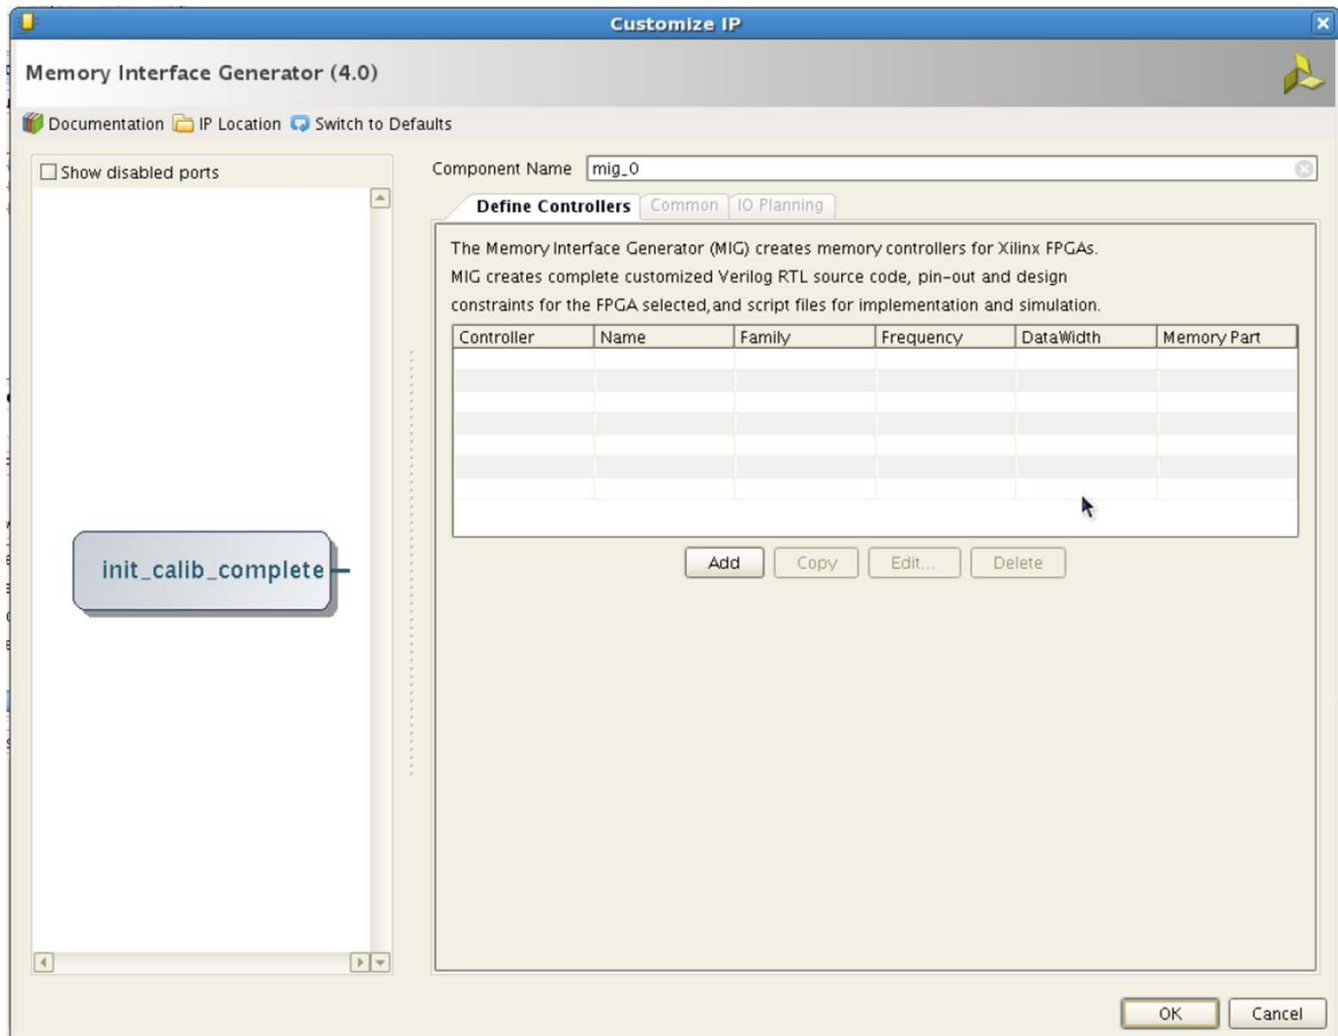 Customize IP
Memory Interface Generator (4.0)
Documentation IP Location Switch to Defaults
Show disabled ports
init_calib_complete
Component Name mig_0
Define Controllers Common IO Planning
The Memory Interface Generator (MIG) creates memory controllers for Xilinx FPGAs.
MIG creates complete customized Verilog RTL source code, pin-out and design
constraints for the FPGA selected,and script files for implementation and simulation.
Controller Name Family Frequency DataWidth Memory Part
Add Copy Edit... Delete
OK Cancel